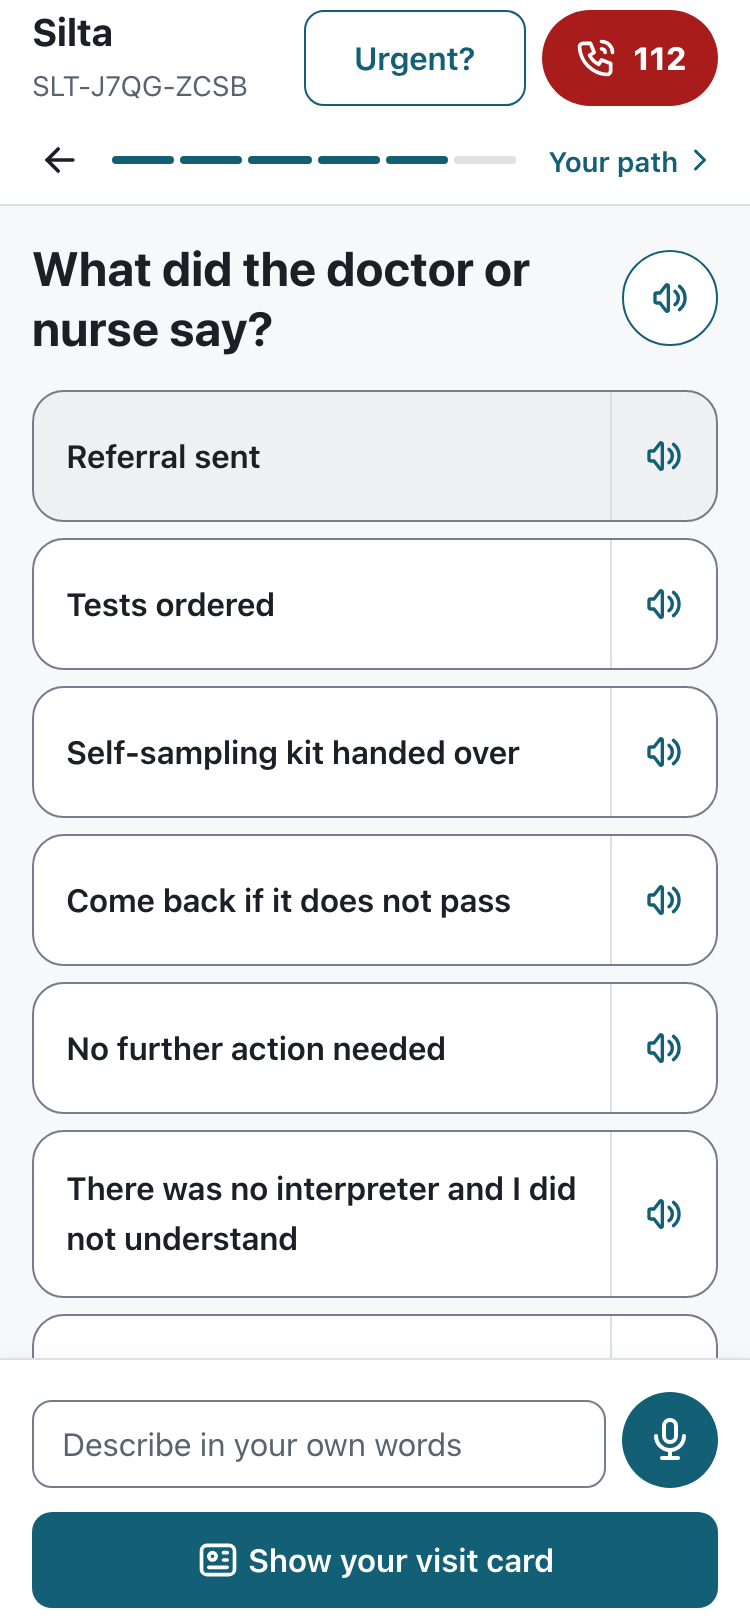 Silta
SLT-J7QG-ZCSB
Urgent?
112
Your path
What did the doctor or
nurse say?
Referral sent
Tests ordered
Self-sampling kit handed over
Come back if it does not pass
No further action needed
There was no interpreter and I did
not understand
Describe in your own words
Show your visit card